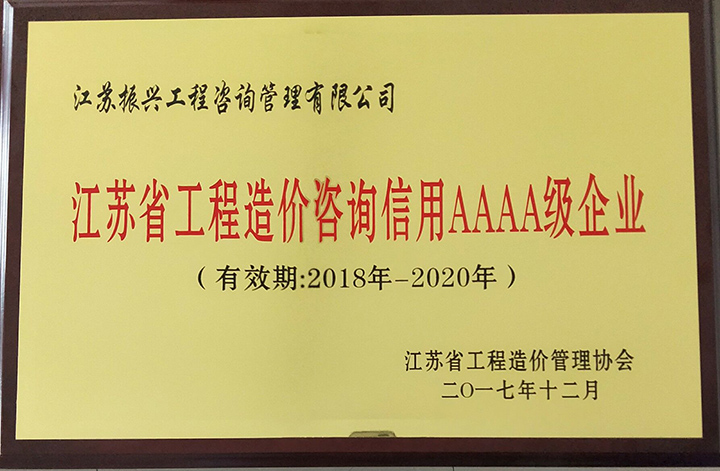 江苏振兴工程咨询管理有限公司
江苏省工程造价咨询信用AAAA级企业
（有效期:2018年-2020年）
江苏省工程造价管理协会
二〇一七年十二月